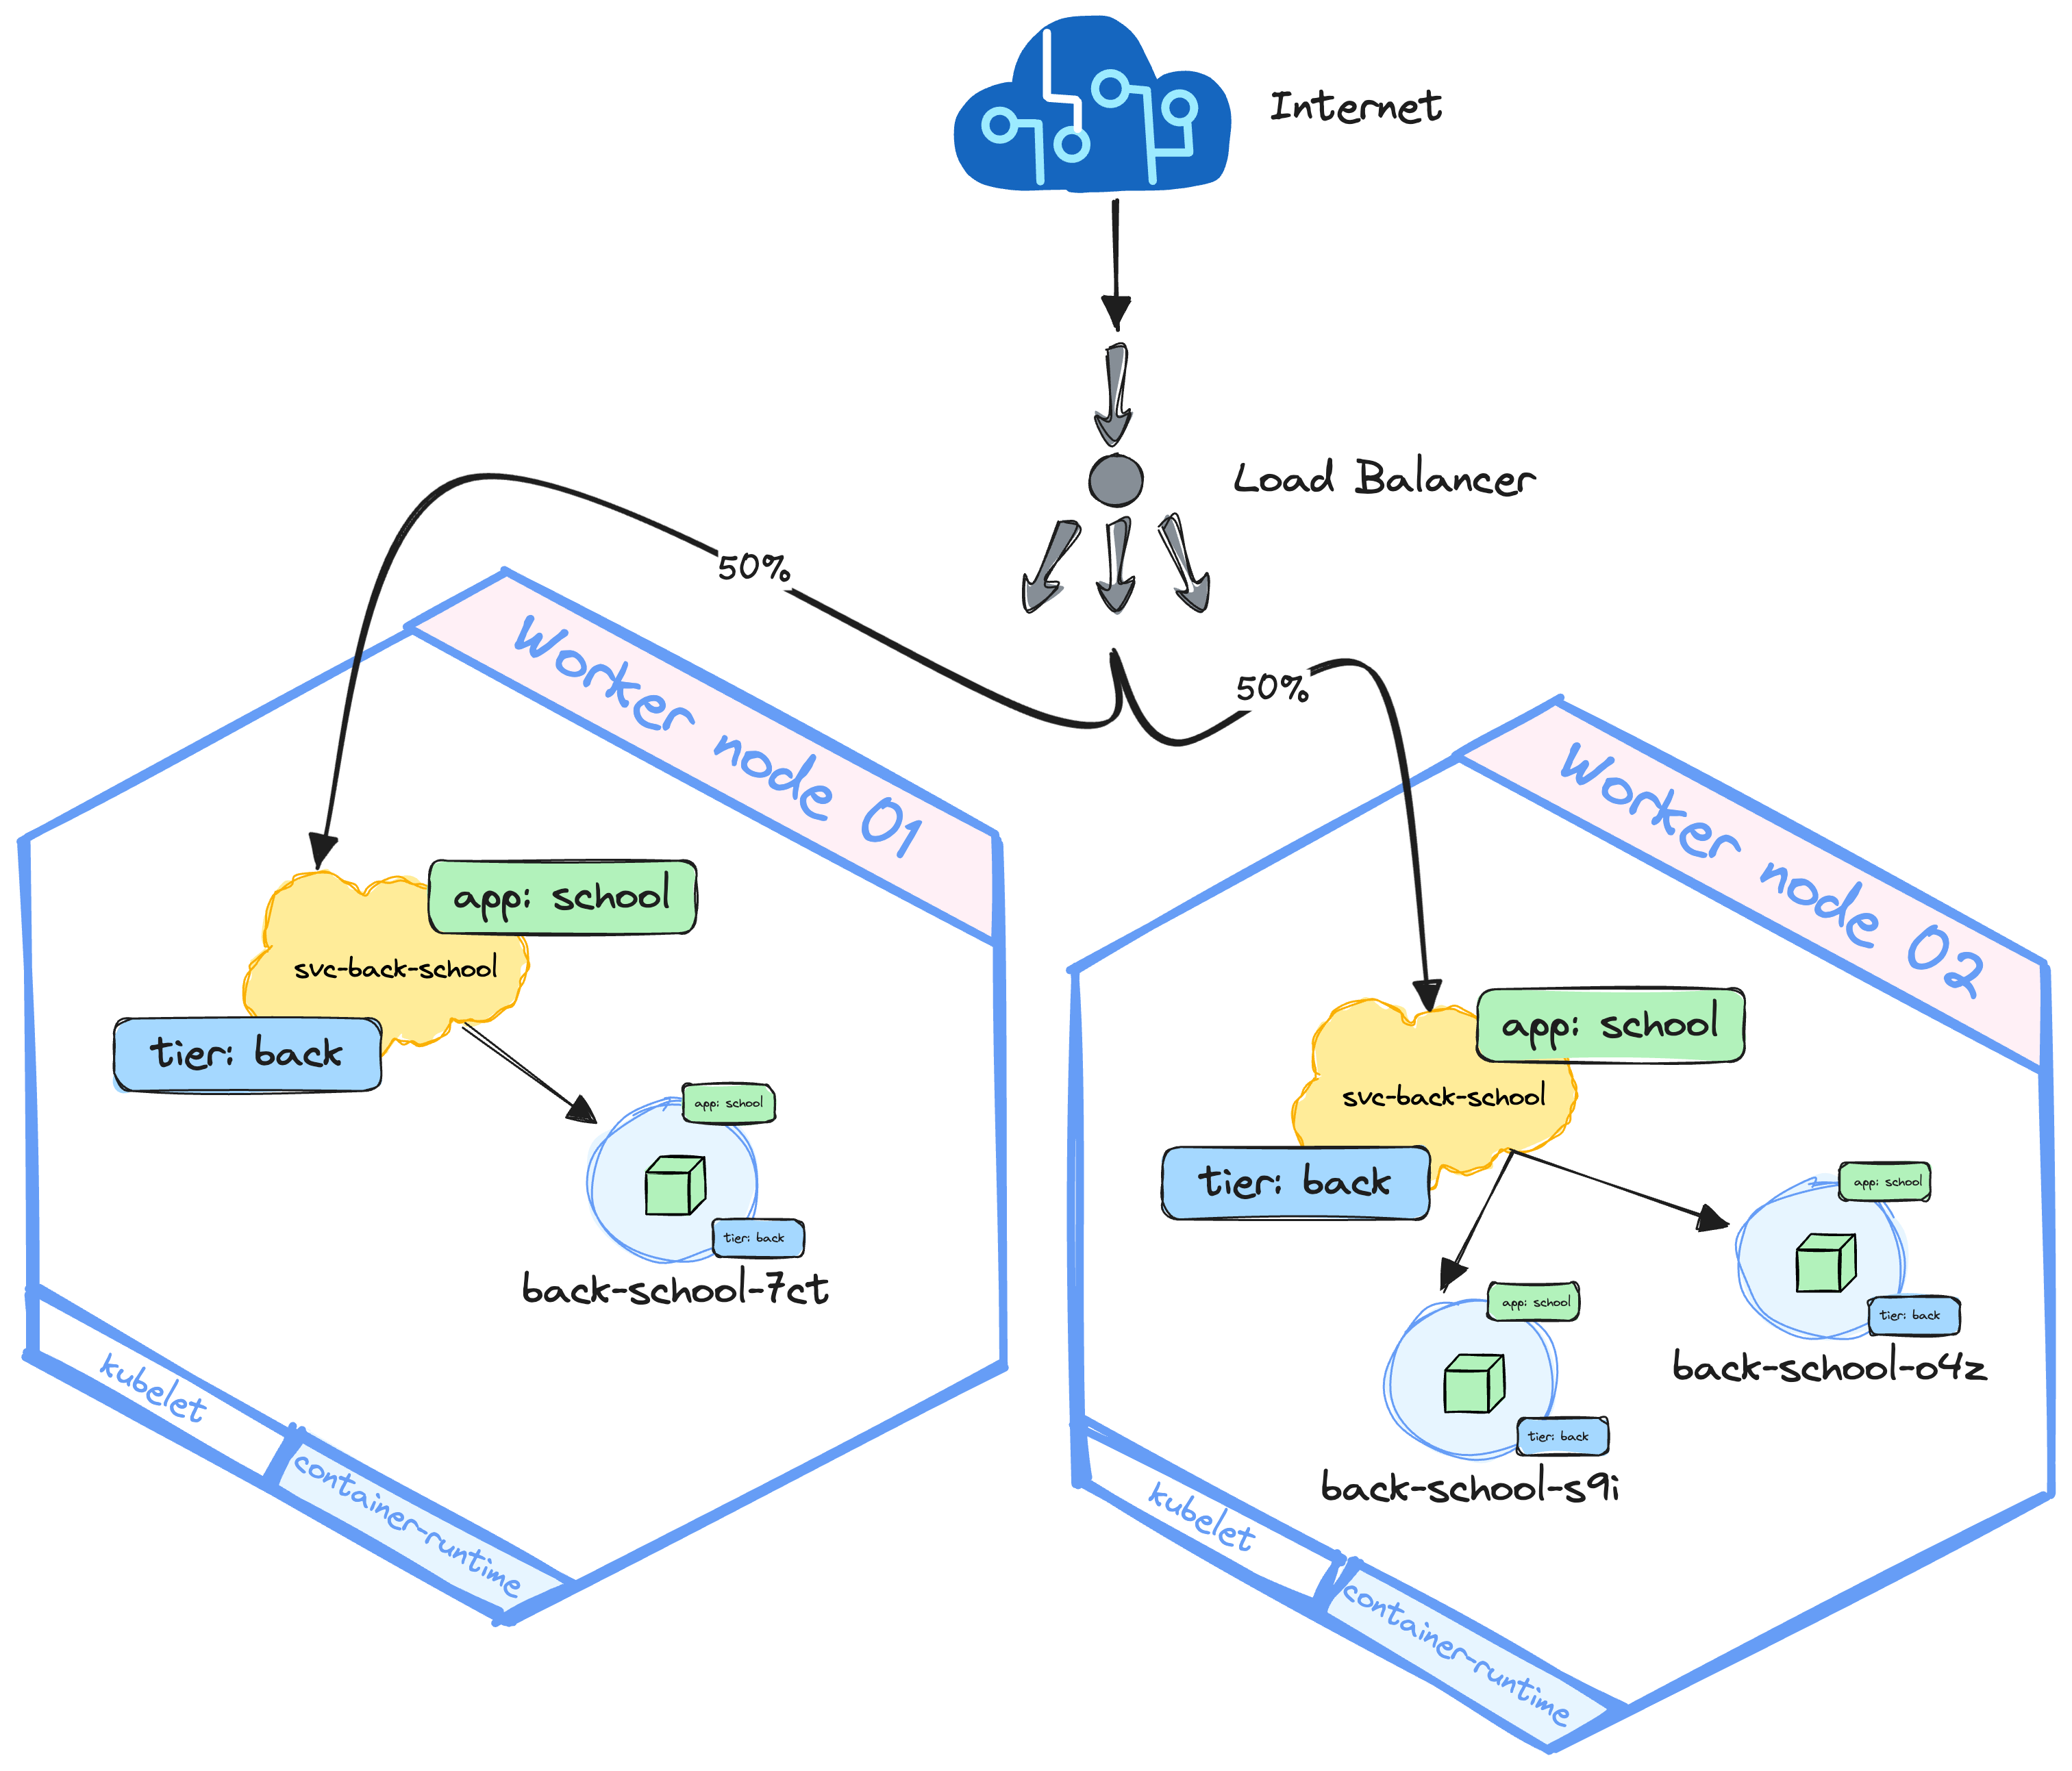 Internet
Load Balancer
50%
50%
Worker node 01
app: school
svc-back-school
tier: back
app: school
tier: back
back-school-7ct
kubelet
container-runtime
Worker node 02
app: school
svc-back-school
tier: back
app: school
tier: back
back-school-o4z
app: school
tier: back
back-school-s9i
kubelet
container-runtime